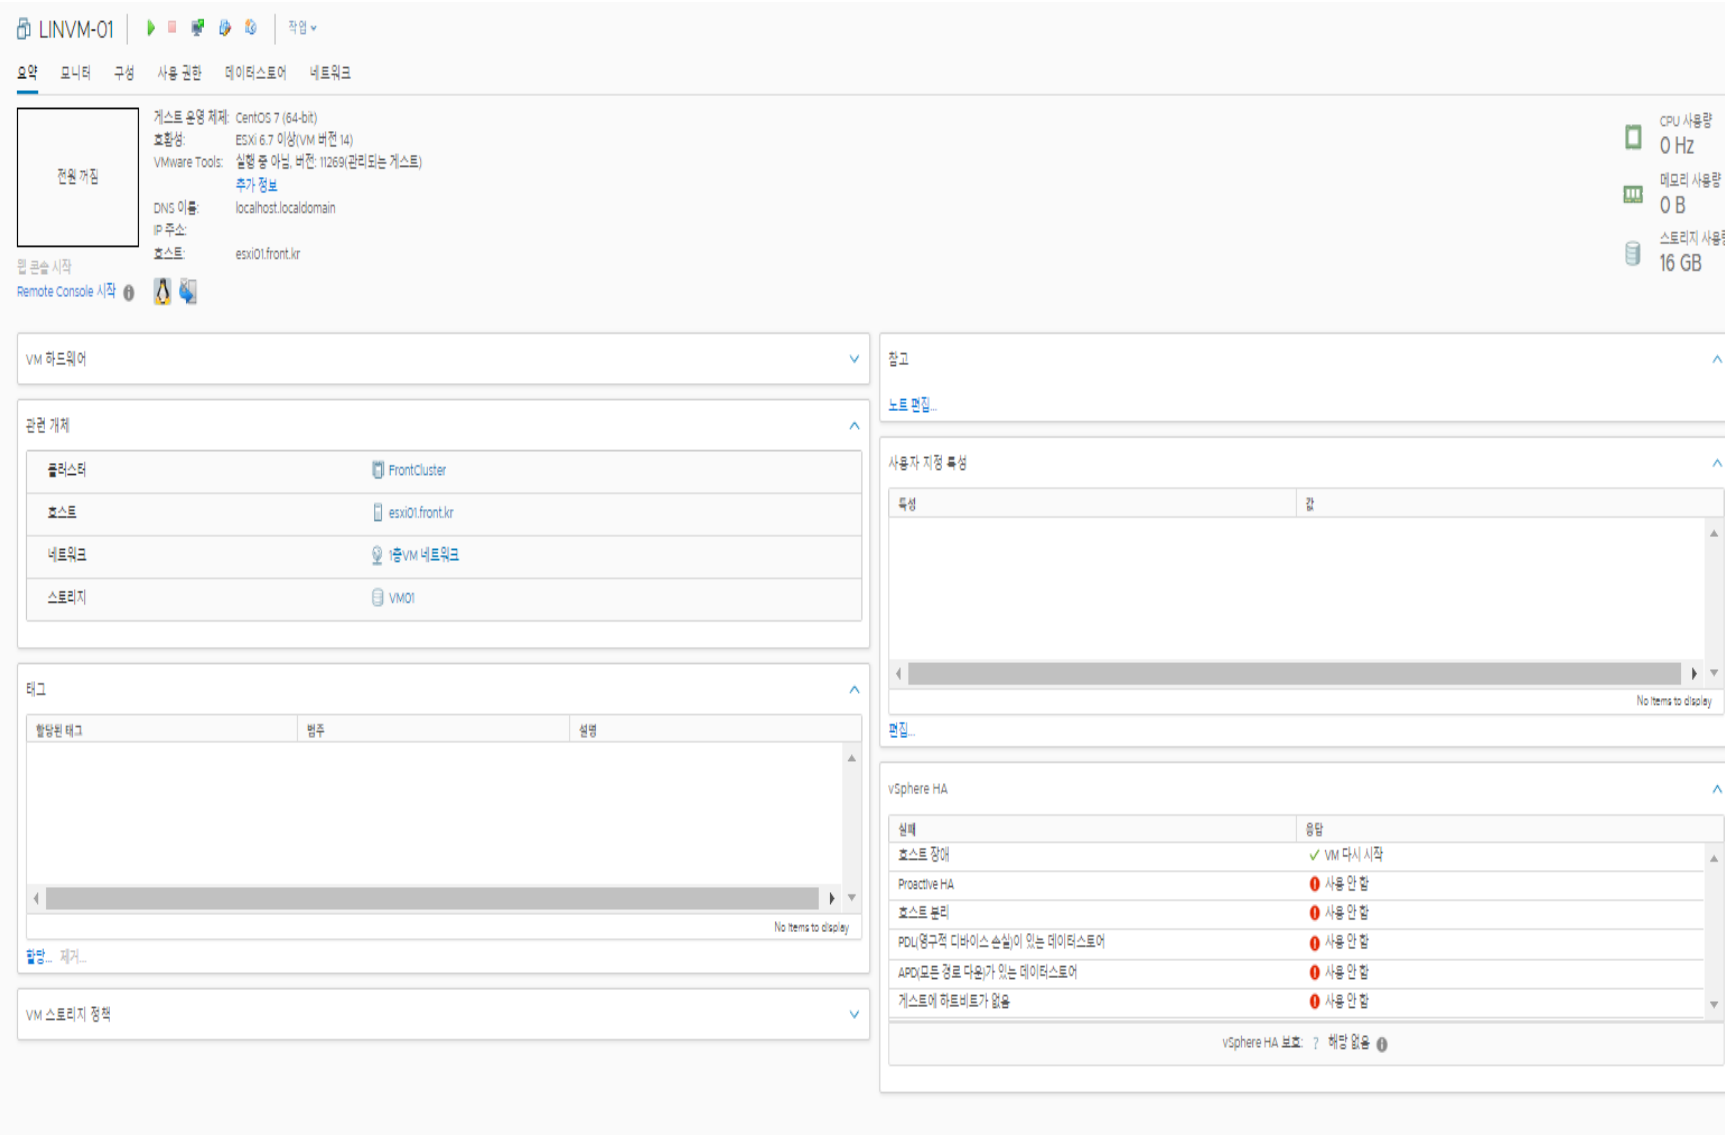 LINVM-01 작업
요약 모니터 구성 사용 권한 데이터스토어 네트워크
전원 꺼짐
게스트 운영 체제: CentOS 7 (64-bit)
호환성: ESXi 6.7 이상(VM 버전 14)
VMware Tools: 실행 중 아님, 버전: 11269(관리되는 게스트)
추가 정보
DNS 이름: localhost.localdomain
IP 주소:
호스트: esxi01.front.kr
웹 콘솔 시작
Remote Console 시작
CPU 사용량
0 Hz
메모리 사용량
0 B
스토리지 사용량
16 GB
VM 하드웨어
관련 개체
클러스터 FrontCluster
호스트 esxi01.front.kr
네트워크 1층VM 네트워크
스토리지 VM01
태그
할당된 태그 범주 설명
No items to display
할당... 제거...
VM 스토리지 정책
참고
노트 편집...
사용자 지정 특성
특성 값
No items to display
편집...
vSphere HA
실패 응답
호스트 장애 VM 다시 시작
Proactive HA 사용 안 함
호스트 분리 사용 안 함
PDL(영구적 디바이스 손실)이 있는 데이터스토어 사용 안 함
APD(모든 경로 다운)가 있는 데이터스토어 사용 안 함
게스트에 하트비트가 없음 사용 안 함
vSphere HA 보호: ? 해당 없음